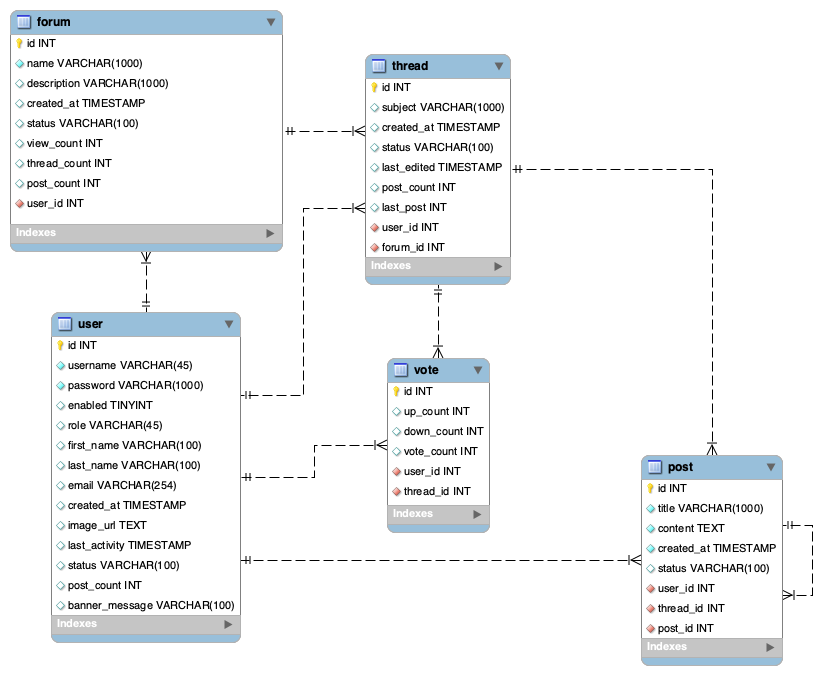 forum
id INT
name VARCHAR(1000)
description VARCHAR(1000)
created_at TIMESTAMP
status VARCHAR(100)
view_count INT
thread_count INT
post_count INT
user_id INT
Indexes
thread
id INT
subject VARCHAR(1000)
created_at TIMESTAMP
status VARCHAR(100)
last_edited TIMESTAMP
post_count INT
last_post INT
user_id INT
forum_id INT
Indexes
user
id INT
username VARCHAR(45)
password VARCHAR(1000)
enabled TINYINT
role VARCHAR(45)
first_name VARCHAR(100)
last_name VARCHAR(100)
email VARCHAR(254)
created_at TIMESTAMP
image_url TEXT
last_activity TIMESTAMP
status VARCHAR(100)
post_count INT
banner_message VARCHAR(100)
Indexes
vote
id INT
up_count INT
down_count INT
vote_count INT
user_id INT
thread_id INT
Indexes
post
id INT
title VARCHAR(1000)
content TEXT
created_at TIMESTAMP
status VARCHAR(100)
user_id INT
thread_id INT
post_id INT
Indexes